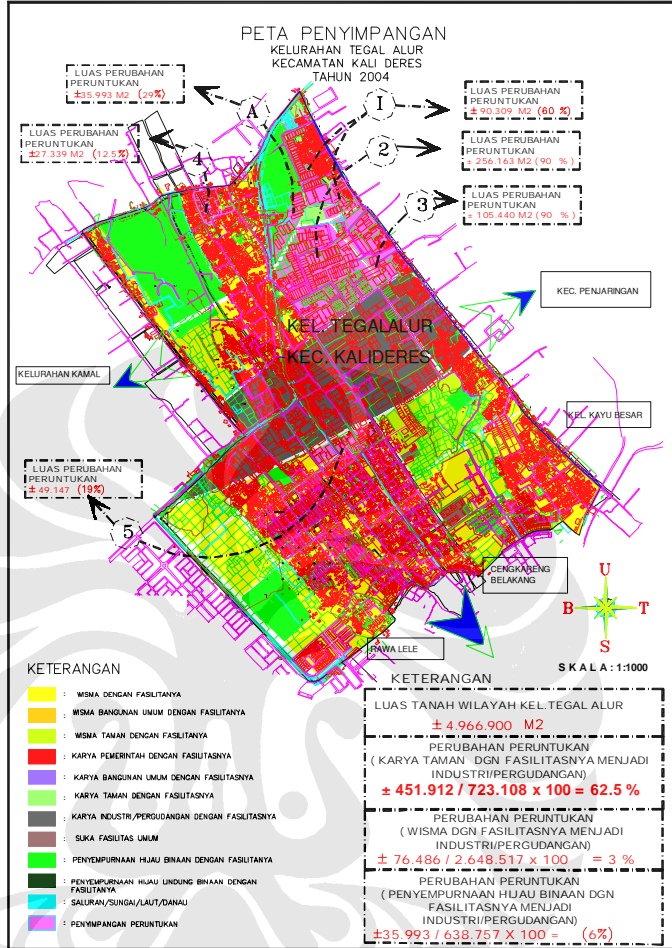 PETA PENYIMPANGAN
KELURAHAN TEGAL ALUR
KECAMATAN KALI DERES
TAHUN 2004
LUAS PERUBAHAN
PERUNTUKAN
±35.993 M2 (29%)
A
I
LUAS PERUBAHAN
PERUNTUKAN
± 90.309 M2 (60 %)
LUAS PERUBAHAN
PERUNTUKAN
±27.339 M2 (12.5%)
4
2
LUAS PERUBAHAN
PERUNTUKAN
± 256.163 M2 (90 %)
3
LUAS PERUBAHAN
PERUNTUKAN
± 105.440 M2 (90 %)
KEC. PENJARINGAN
KEL. TEGALALUR
KEC. KALIDERES
KELURAHAN KAMAL
KEL. KAYU BESAR
LUAS PERUBAHAN
PERUNTUKAN
± 49.147 (19%)
5
CENGKARENG
BELAKANG
RAWA LELE
U
B
T
S
SKALA : 1:1000
KETERANGAN
: WISMA DENGAN FASILITANYA
: WISMA BANGUNAN UMUM DENGAN FASILITANYA
: WISMA TAMAN DENGAN FASILITANYA
: KARYA PEMERINTAH DENGAN FASILITASNYA
: KARYA BANGUNAN UMUM DENGAN FASILITASNYA
: KARYA TAMAN DENGAN FASILITASNYA
: KARYA INDUSTRI/PERGUDANGAN DENGAN FASILITASNYA
: SUKA FASILITAS UMUM
: PENYEMPURNAAN HIJAU BINAAN DENGAN FASILITANYA
: PENYEMPURNAAN HIJAU LINDUNG BINAAN DENGAN
FASILITANYA
: SALURAN/SUNGAI/LAUT/DANAU
: PENYIMPANGAN PERUNTUKAN
KETERANGAN
LUAS TANAH WILAYAH KEL.TEGAL ALUR
± 4.966.900 M2
PERUBAHAN PERUNTUKAN
( KARYA TAMAN DGN FASILITASNYA MENJADI
INDUSTRI/PERGUDANGAN)
± 451.912 / 723.108 x 100 = 62.5 %
PERUBAHAN PERUNTUKAN
( WISMA DGN FASILITASNYA MENJADI
INDUSTRI/PERGUDANGAN)
± 76.486 / 2.648.517 x 100 = 3 %
PERUBAHAN PERUNTUKAN
( PENYEMPURNAAN HIJAU BINAAN DGN
FASILITASNYA MENJADI
INDUSTRI/PERGUDANGAN)
±35.993 / 638.757 X 100 = (6%)